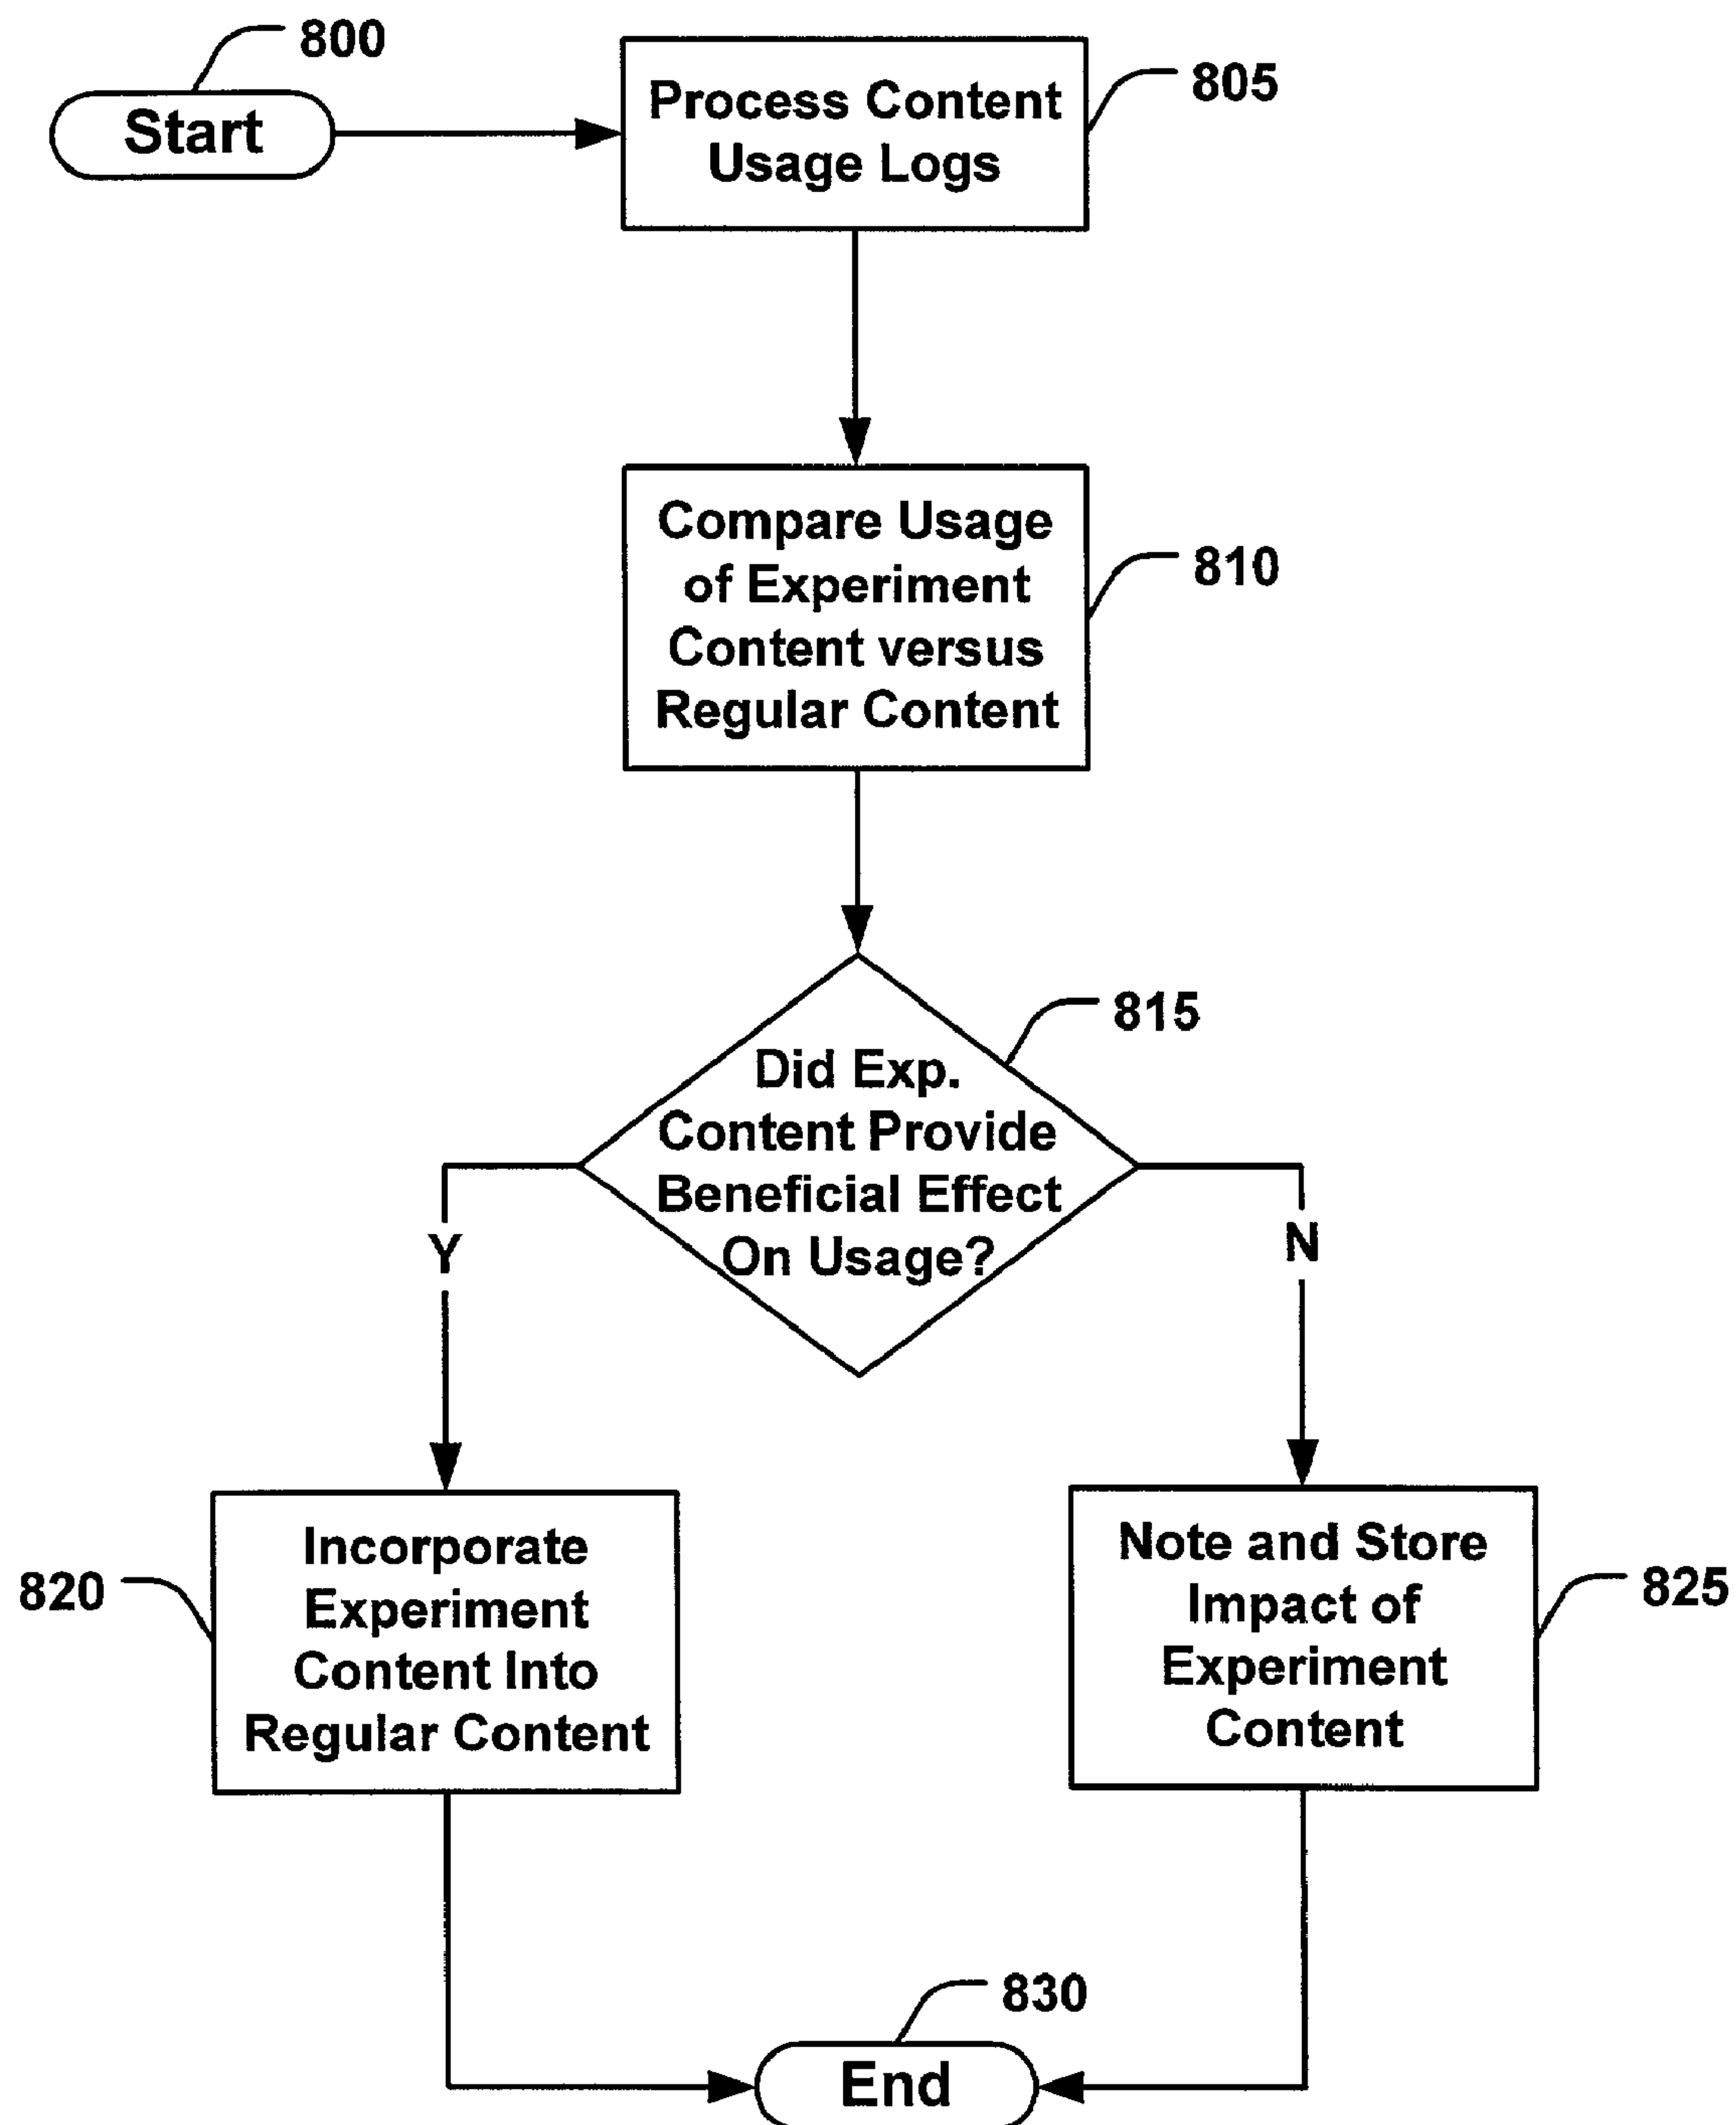 800
Start
Process Content
Usage Logs
805
Compare Usage
of Experiment
Content versus
Regular Content
810
815
Did Exp.
Content Provide
Beneficial Effect
On Usage?
Y
N
820
Incorporate
Experiment
Content Into
Regular Content
Note and Store
Impact of
Experiment
Content
825
830
End